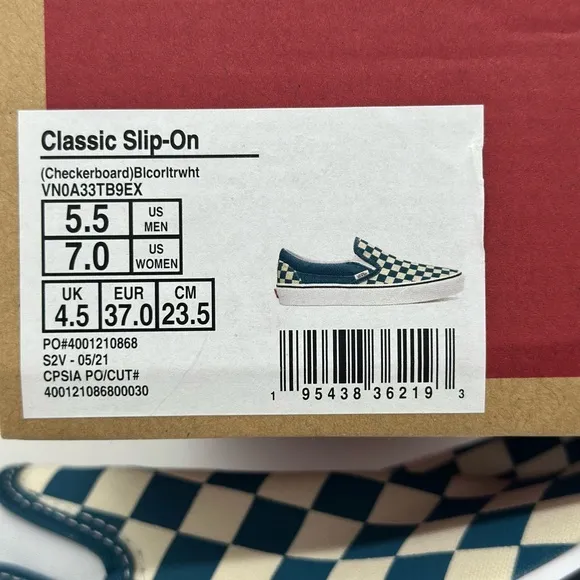 Classic Slip-On
(Checkerboard)Blcorltrwht
VN0A33TB9EX
5.5 US MEN
7.0 US WOMEN
UK EUR CM
4.5 37.0 23.5
PO#4001210868
S2V - 05/21
CPSIA PO/CUT#
400121086800030
1 95438 36219 3